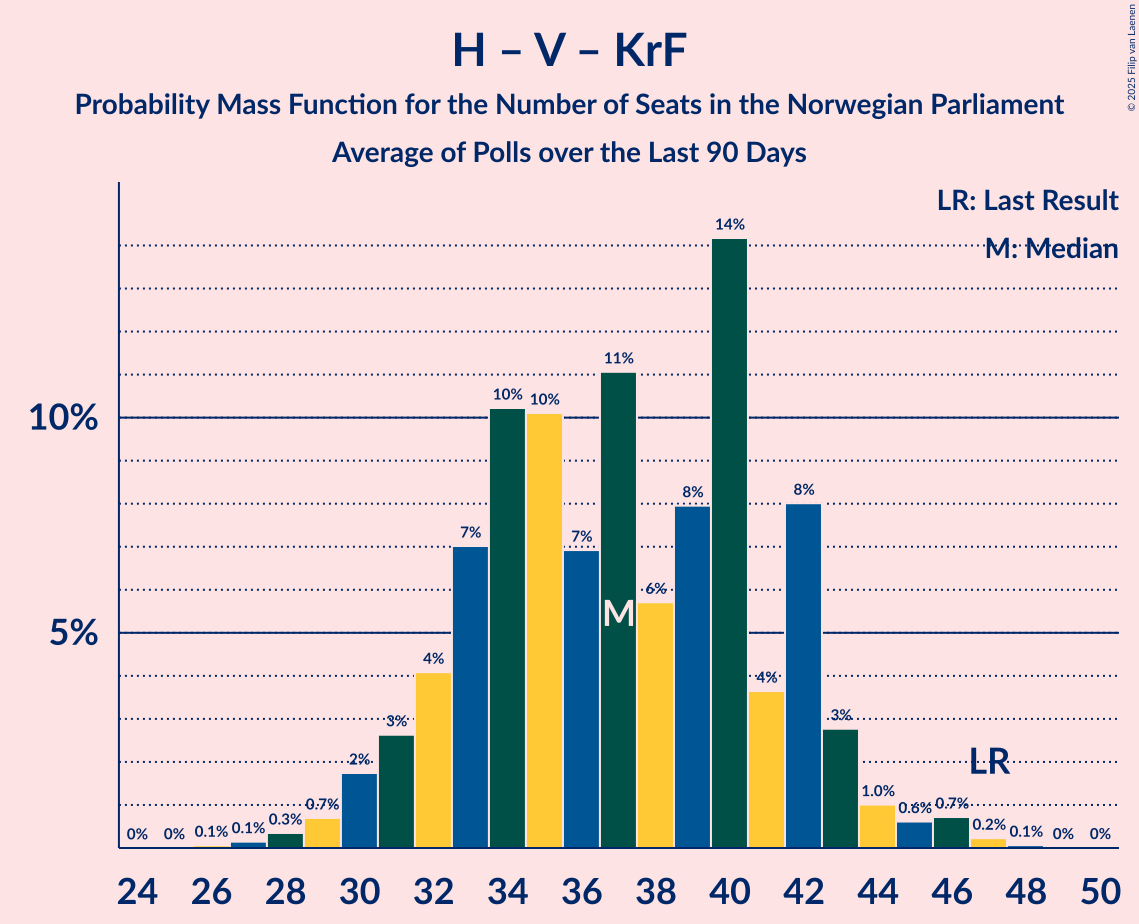 H – V – KrF
Probability Mass Function for the Number of Seats in the Norwegian Parliament
Average of Polls over the Last 90 Days
© 2025 Filip van Laenen
LR: Last Result
M: Median
10%
5%
0% 0% 0.1% 0.1% 0.3% 0.7% 2% 3% 4% 7% 10% 10% 7% 11% 6% 8% 14% 4% 8% 3% 1.0% 0.6% 0.7% 0.2% 0.1% 0% 0%
M
LR
24 26 28 30 32 34 36 38 40 42 44 46 48 50